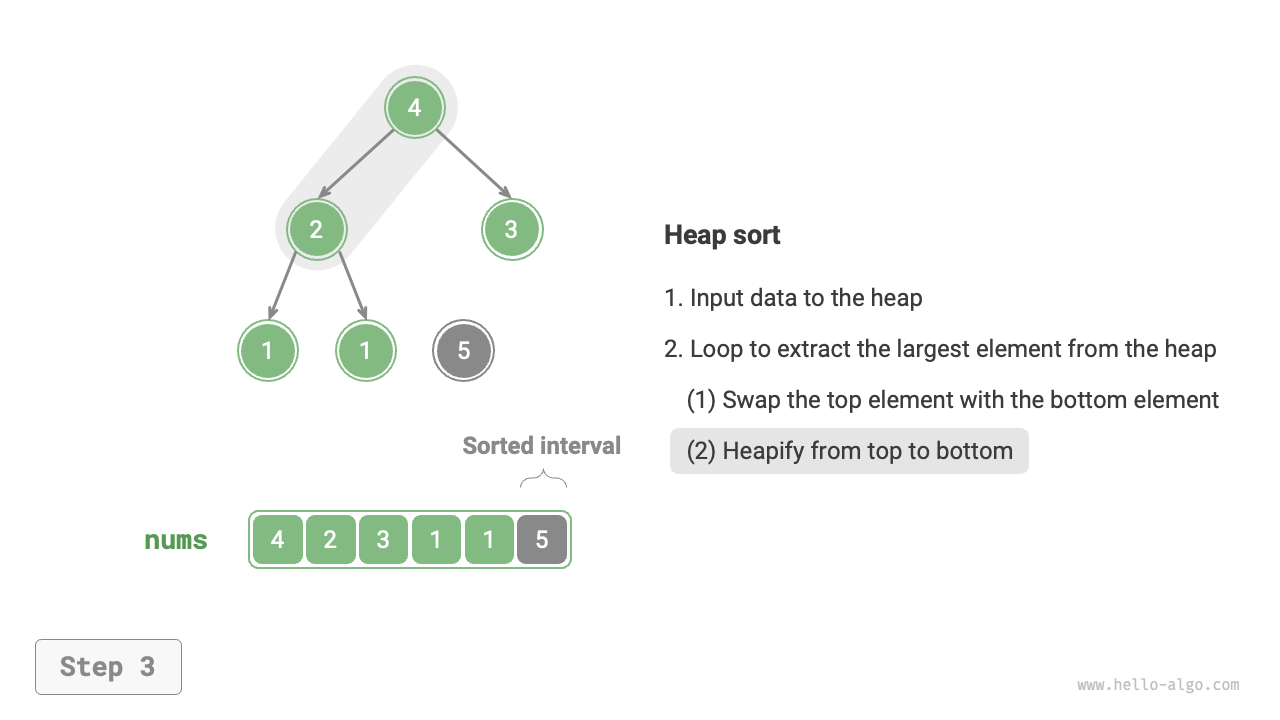 4
2
3
1
1
5
Heap sort
1. Input data to the heap
2. Loop to extract the largest element from the heap
(1) Swap the top element with the bottom element
(2) Heapify from top to bottom
Sorted interval
nums 4 2 3 1 1 5
Step 3
www.hello-algo.com